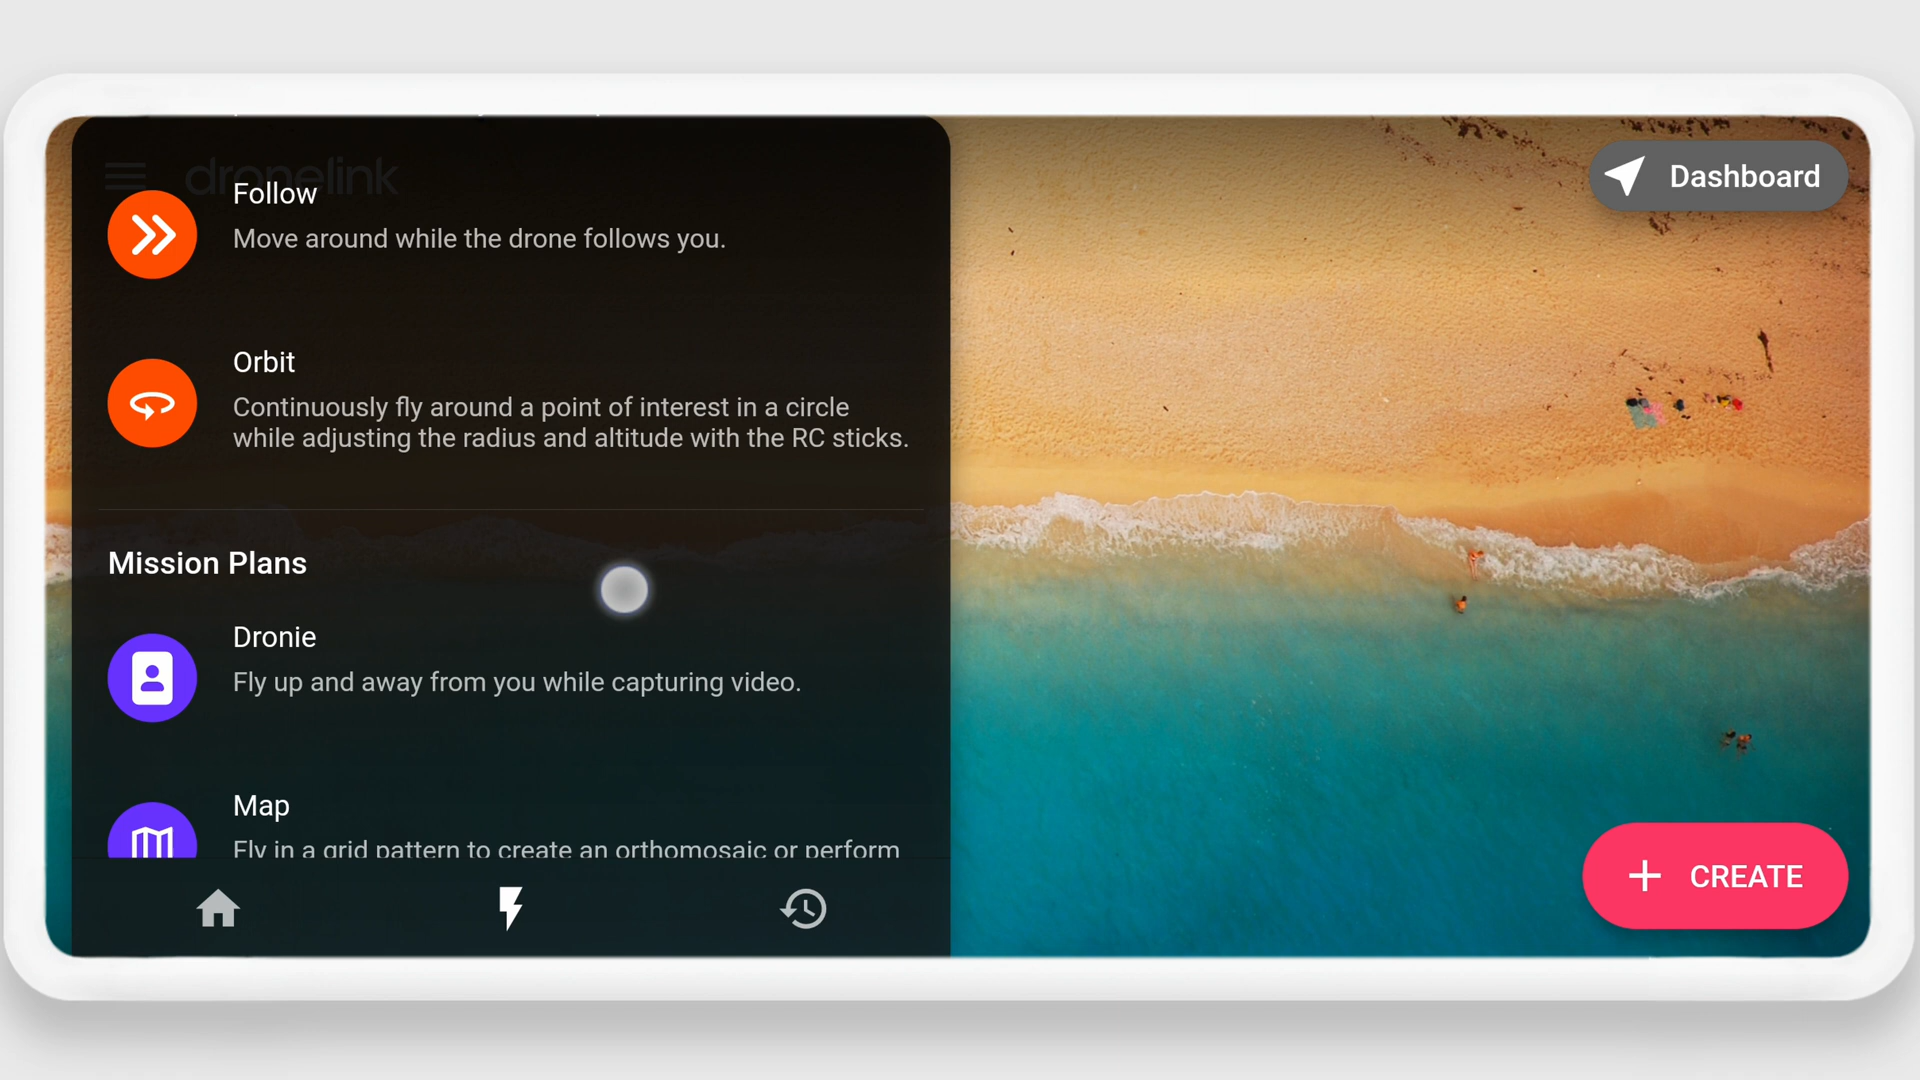 dronelink
Dashboard
Follow
Move around while the drone follows you.
Orbit
Continuously fly around a point of interest in a circle
while adjusting the radius and altitude with the RC sticks.
Mission Plans
Dronie
Fly up and away from you while capturing video.
Map
Fly in a grid pattern to create an orthomosaic or perform
CREATE